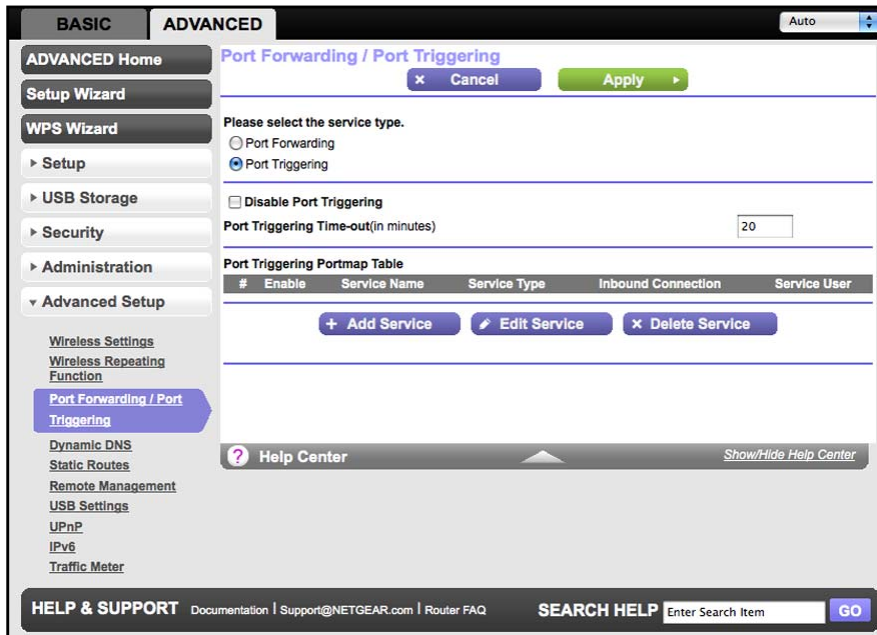 BASIC
ADVANCED
Auto
ADVANCED Home
Setup Wizard
WPS Wizard
Setup
USB Storage
Security
Administration
Advanced Setup
Wireless Settings
Wireless Repeating
Function
Port Forwarding / Port
Triggering
Dynamic DNS
Static Routes
Remote Management
USB Settings
UPnP
IPv6
Traffic Meter
Port Forwarding / Port Triggering
Cancel
Apply
Please select the service type.
Port Forwarding
Port Triggering
Disable Port Triggering
Port Triggering Time-out(in minutes) 20
Port Triggering Portmap Table
# Enable Service Name Service Type Inbound Connection Service User
+ Add Service
Edit Service
x Delete Service
? Help Center
Show/Hide Help Center
HELP & SUPPORT Documentation | Support@NETGEAR.com | Router FAQ
SEARCH HELP Enter Search Item GO